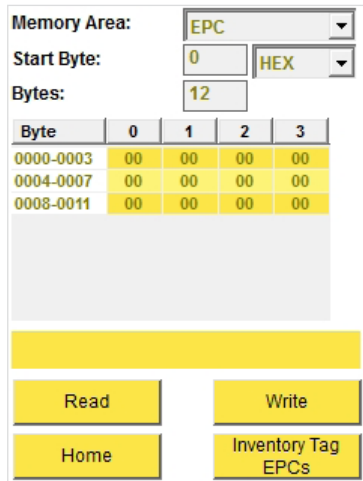 Memory Area: EPC
Start Byte: 0 HEX
Bytes: 12
Byte 0 1 2 3
0000-0003 00 00 00 00
0004-0007 00 00 00 00
0008-0011 00 00 00 00
Read Write
Home Inventory Tag
EPCs